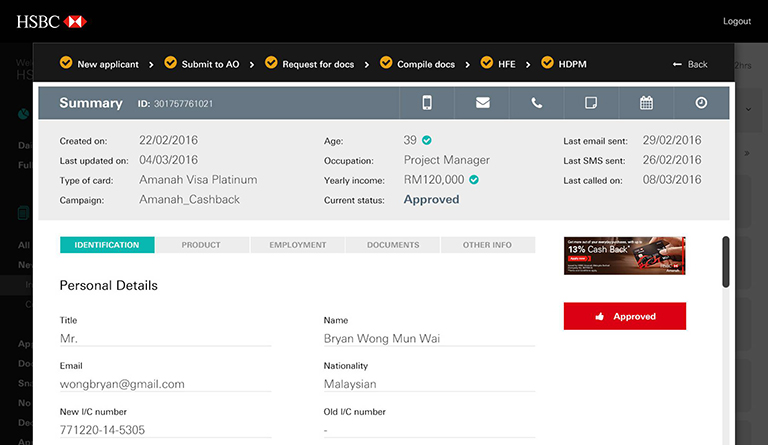 HSBC
Logout
New applicant > Submit to AO > Request for docs > Compile docs > HFE > HDPM
← Back
Summary ID: 301757761021
Created on: 22/02/2016 Age: 39 Last email sent: 29/02/2016
Last updated on: 04/03/2016 Occupation: Project Manager Last SMS sent: 26/02/2016
Type of card: Amanah Visa Platinum Yearly income: RM120,000 Last called on: 08/03/2016
Campaign: Amanah_Cashback Current status: Approved
IDENTIFICATION PRODUCT EMPLOYMENT DOCUMENTS OTHER INFO
13% Cash Back*
Personal Details
Approved
Title Name
Mr. Bryan Wong Mun Wai
Email Nationality
wongbryan@gmail.com Malaysian
New I/C number Old I/C number
771220-14-5305 -